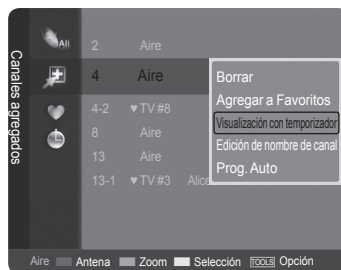 Canales agregados
All
2 Aire
4 Aire
4-2 ♥ TV #8
8 Aire
13 Aire
13-1 ♥ TV #3 Alice
Borrar
Agregar a Favoritos
Visualización con temporizador
Edición de nombre de canal
Prog. Auto
Aire Antena Zoom Selección TOOLS Opción